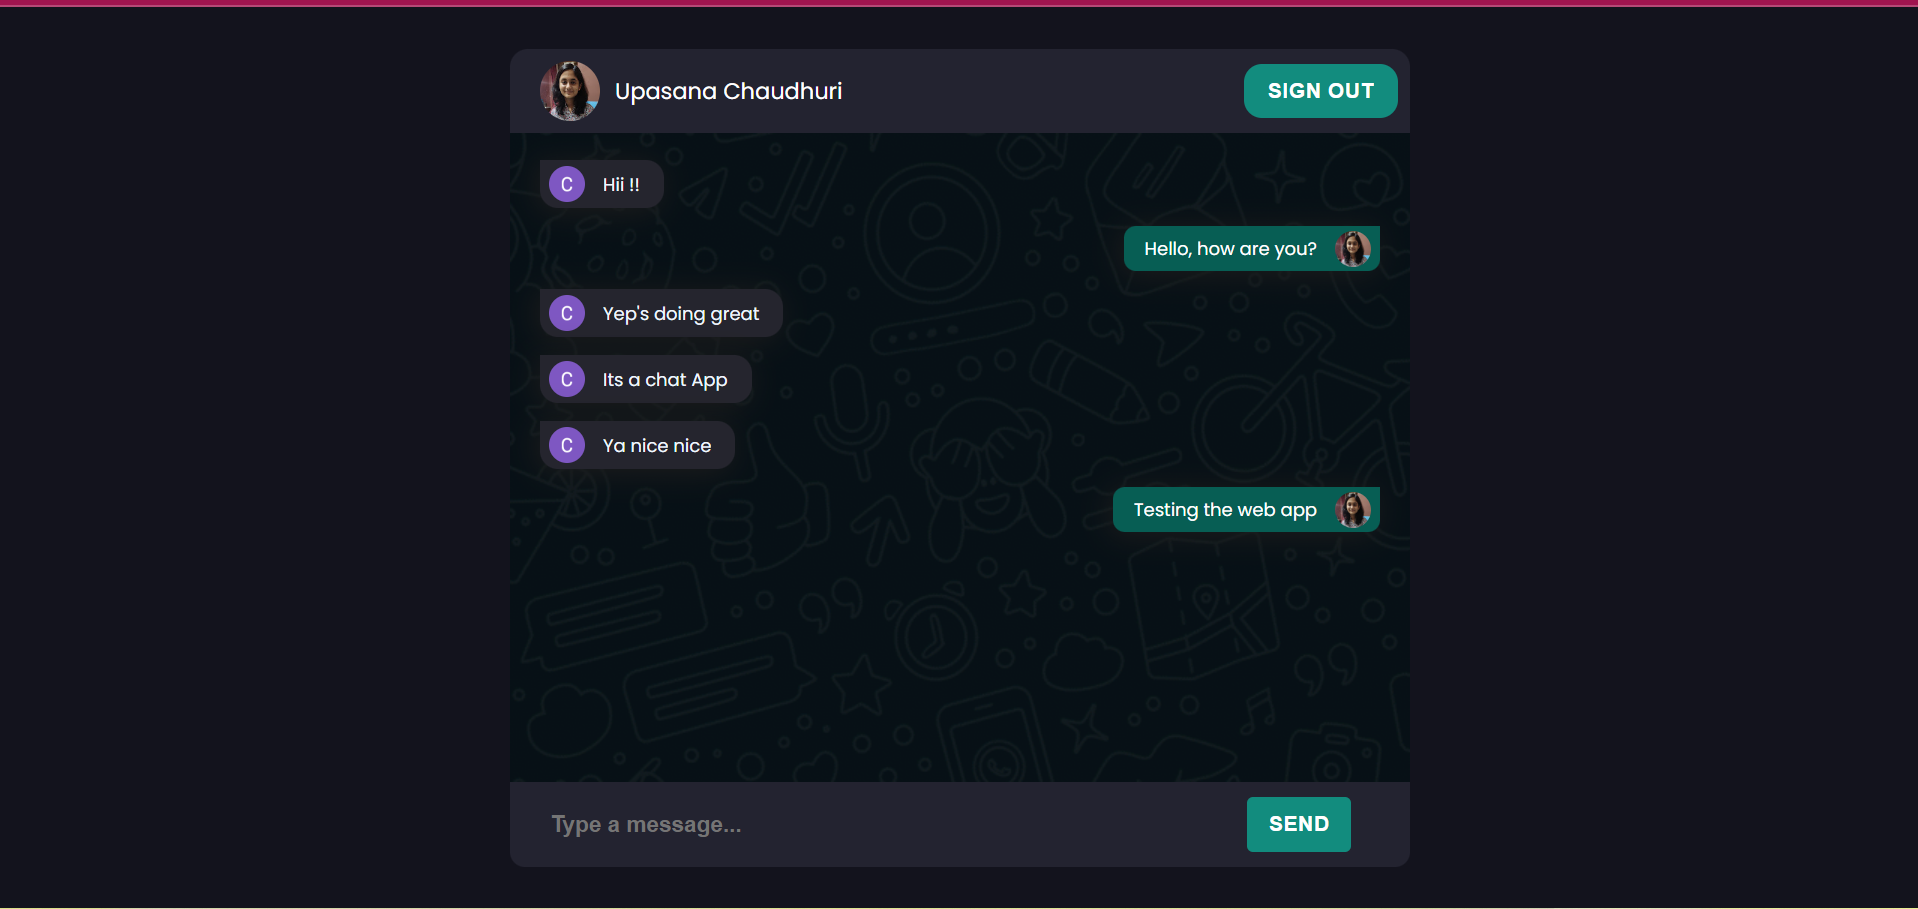 Upasana Chaudhuri
SIGN OUT
C Hii !!
Hello, how are you?
C Yep's doing great
C Its a chat App
C Ya nice nice
Testing the web app
Type a message...
SEND